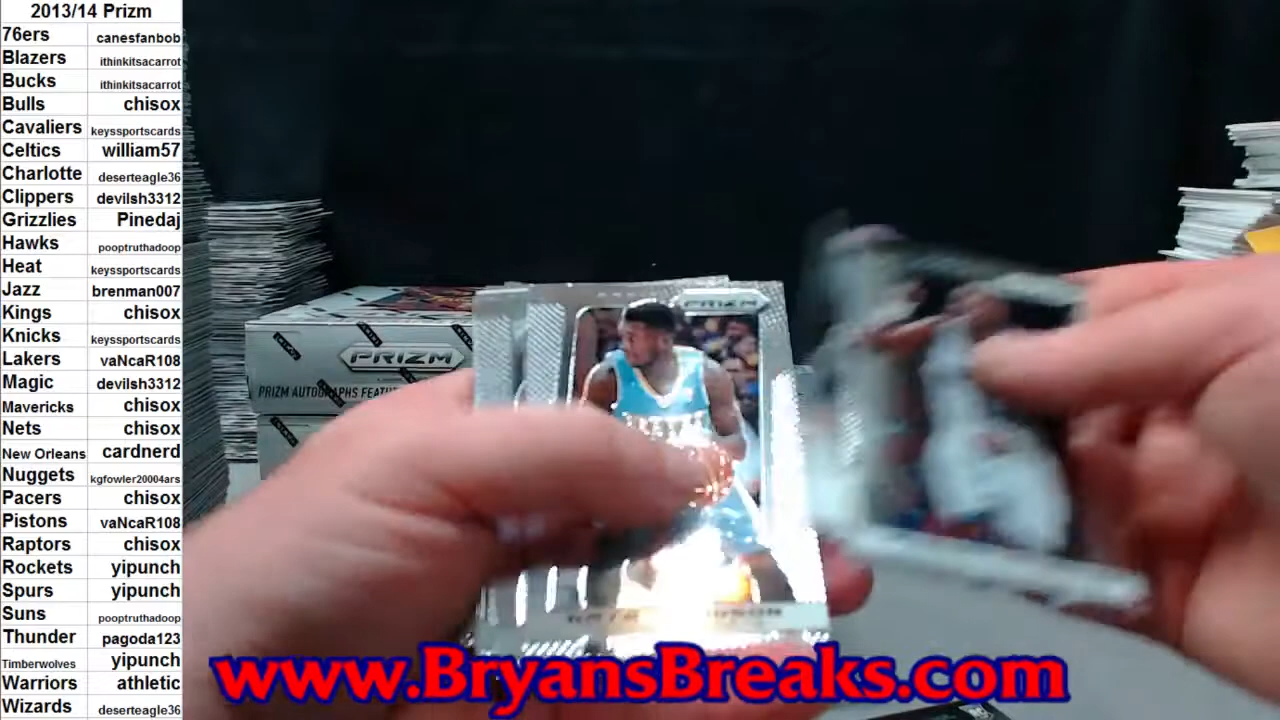 2013/14 Prizm
76ers canesfanbob
Blazers ithinkitsacarrot
Bucks ithinkitsacarrot
Bulls chisox
Cavaliers keyssportscards
Celtics william57
Charlotte deserteagle36
Clippers devilsh3312
Grizzlies Pinedaj
Hawks pooptruthadoop
Heat keyssportscards
Jazz brenman007
Kings chisox
Knicks keyssportscards
Lakers vaNcaR108
Magic devilsh3312
Mavericks chisox
Nets chisox
New Orleans cardnerd
Nuggets kgfowler20004ars
Pacers chisox
Pistons vaNcaR108
Raptors chisox
Rockets yipunch
Spurs yipunch
Suns pooptruthadoop
Thunder pagoda123
Timberwolves yipunch
Warriors athletic
Wizards deserteagle36
PRIZM
PRIZM AUTOGRAPHS
PRIZM
www.BryansBreaks.com